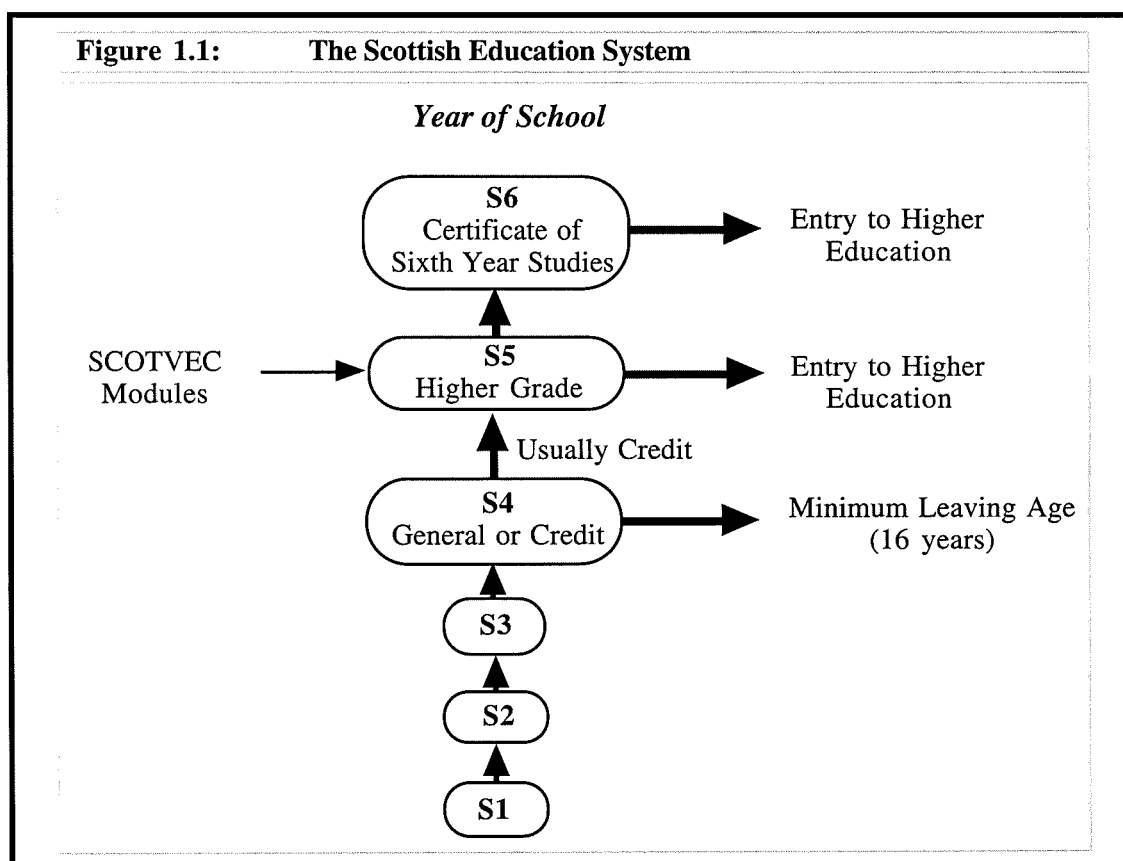 Figure 1.1: The Scottish Education System
Year of School
S6
Certificate of
Sixth Year Studies
Entry to Higher
Education
SCOTVEC
Modules
S5
Higher Grade
Entry to Higher
Education
Usually Credit
S4
General or Credit
Minimum Leaving Age
(16 years)
S3
S2
S1